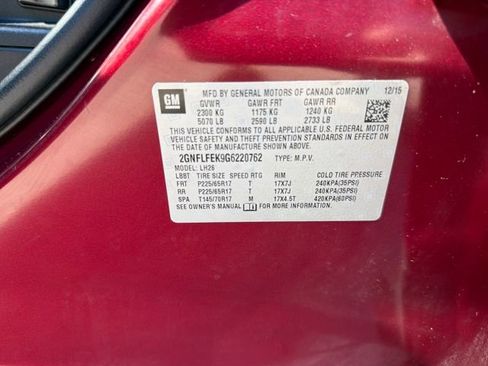 GM
MFD BY GENERAL MOTORS OF CANADA COMPANY 12/15
GVWR GAWR FRT GAWR RR
2300 KG 1175 KG 1240 KG
5070 LB 2590 LB 2733 LB
THIS VEHICLE CONFORMS TO ALL APPLICABLE U.S. FEDERAL MOTOR
VEHICLE SAFETY AND THEFT PREVENTION STANDARDS IN EFFECT
ON THE DATE OF MANUFACTURE SHOWN ABOVE.
2GNFLFEK9G6220762 TYPE: M.P.V.
MODEL: LH26
LBBT TIRE SIZE SPEED RTG RIM COLD TIRE PRESSURE
FRT P225/65R17 T 17X7J 240KPA(35PSI)
RR P225/65R17 T 17X7J 240KPA(35PSI)
SPA T145/70R17 M 17X4.5T 420KPA(60PSI)
SEE OWNER'S MANUAL